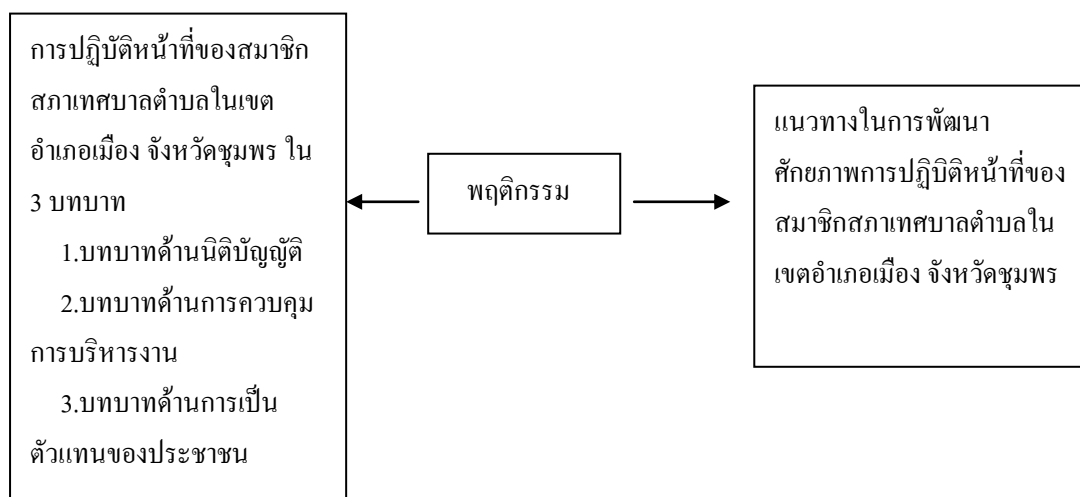 การปฏิบัติหน้าที่ของสมาชิก
สภาเทศบาลตำบลในเขต
อำเภอเมือง จังหวัดชุมพร ใน
3 บทบาท
1.บทบาทด้านนิติบัญญัติ
2.บทบาทด้านการควบคุม
การบริหารงาน
3.บทบาทด้านการเป็น
ตัวแทนของประชาชน
พฤติกรรม
แนวทางในการพัฒนา
ศักยภาพการปฏิบิติหน้าที่ของ
สมาชิกสภาเทศบาลตำบลใน
เขตอำเภอเมือง จังหวัดชุมพร